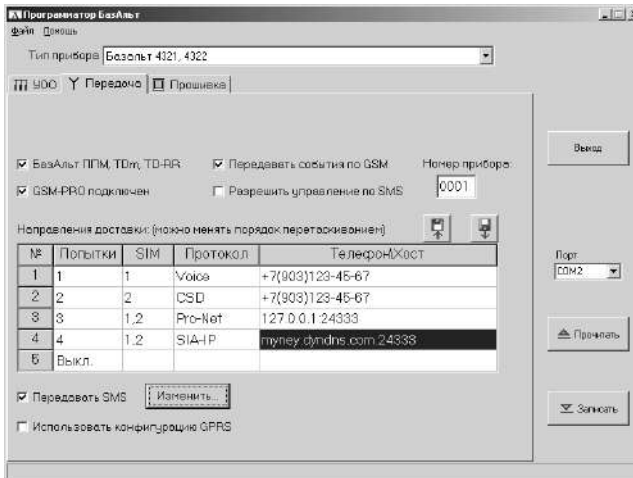 Программатор БазАльт
Файл Помощь
Тип прибора Базальт 4321, 4322
УОО Передача Прошивка
БазАльт ППМ, TDm, TD-RR Передавать события по GSM Номер прибора:
GSM-PRO подключен Разрешить управление по SMS 0001
Выход
Направления доставки: (можно менять порядок перетаскиванием)
№ Попытки SIM Протокол Телефон\Хост
1 1 1 Voice +7(903)123-45-67
2 2 2 CSD +7(903)123-45-67
3 3 1,2 Pro-Net 127.0.0.1:24333
4 4 1,2 SIA-IP myney.dyndns.com:24333
5 Выкл.
Порт
COM2
Прочитать
Передавать SMS Изменить...
Записать
Использовать конфигурацию GPRS